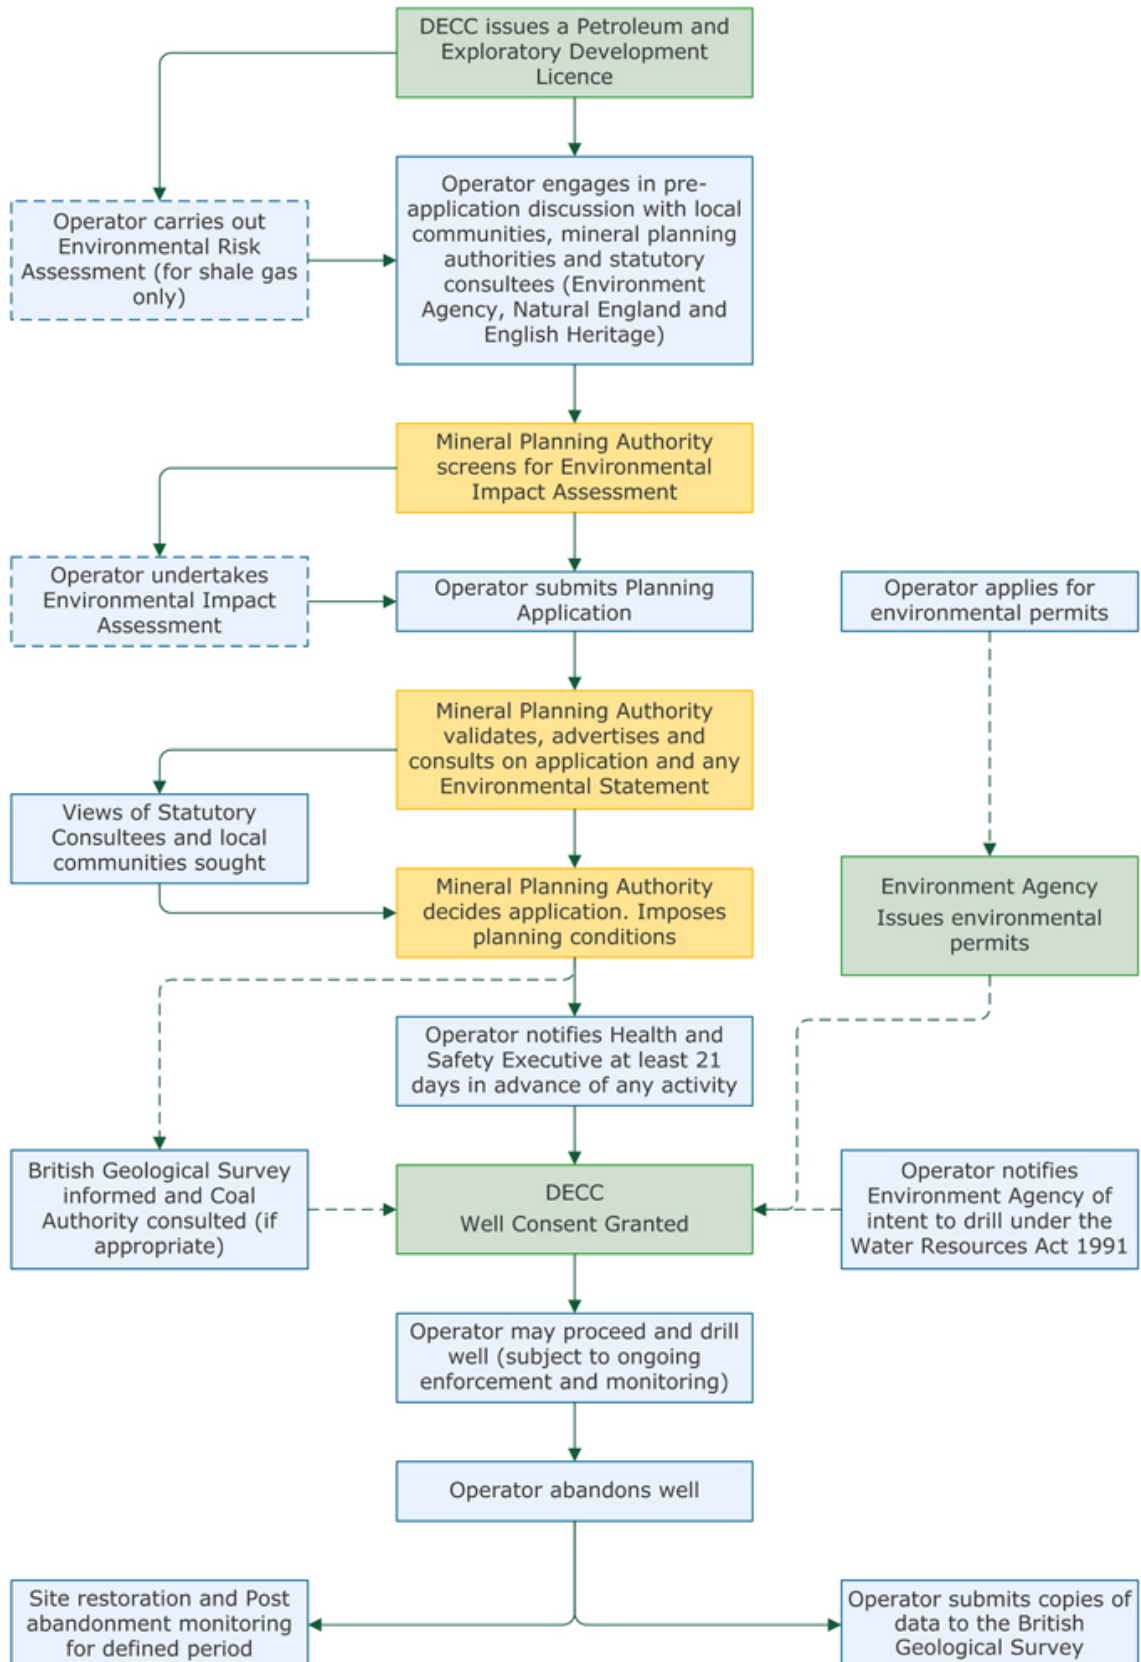 DECC issues a Petroleum and
Exploratory Development
Licence
Operator carries out
Environmental Risk
Assessment (for shale gas
only)
Operator engages in pre-
application discussion with local
communities, mineral planning
authorities and statutory
consultees (Environment
Agency, Natural England and
English Heritage)
Mineral Planning Authority
screens for Environmental
Impact Assessment
Operator undertakes
Environmental Impact
Assessment
Operator submits Planning
Application
Operator applies for
environmental permits
Mineral Planning Authority
validates, advertises and
consults on application and any
Environmental Statement
Views of Statutory
Consultees and local
communities sought
Mineral Planning Authority
decides application. Imposes
planning conditions
Environment Agency
Issues environmental
permits
Operator notifies Health and
Safety Executive at least 21
days in advance of any activity
British Geological Survey
informed and Coal
Authority consulted (if
appropriate)
DECC
Well Consent Granted
Operator notifies
Environment Agency of
intent to drill under the
Water Resources Act 1991
Operator may proceed and drill
well (subject to ongoing
enforcement and monitoring)
Operator abandons well
Site restoration and Post
abandonment monitoring
for defined period
Operator submits copies of
data to the British
Geological Survey